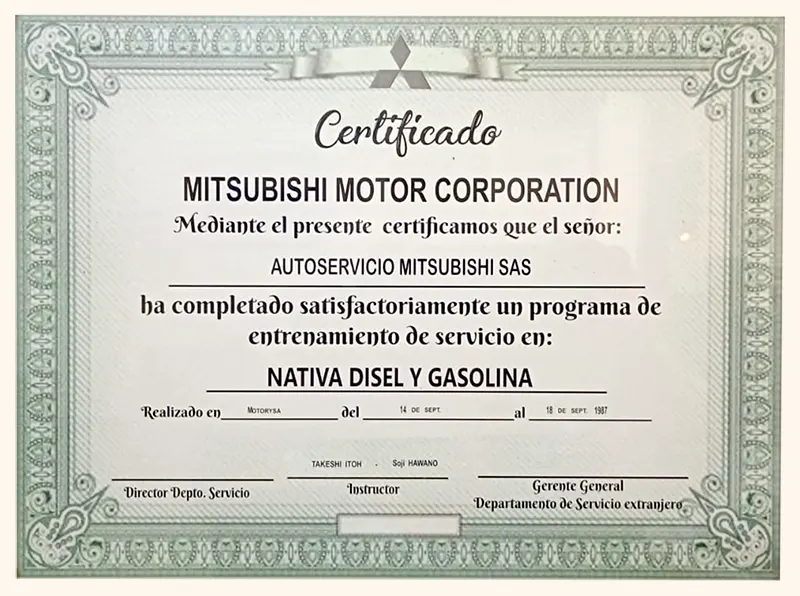 Certificado
MITSUBISHI MOTOR CORPORATION
Mediante el presente certificamos que el señor:
AUTOSERVICIO MITSUBISHI SAS
ha completado satisfactoriamente un programa de
entrenamiento de servicio en:
NATIVA DISEL Y GASOLINA
Realizado en MOTORYSA del 14 DE SEPT. al 18 DE SEPT. 1987
TAKESHI ITOH - Soji HAWANO
Director Depto. Servicio Instructor Gerente General
Departamento de Servicio extranjero